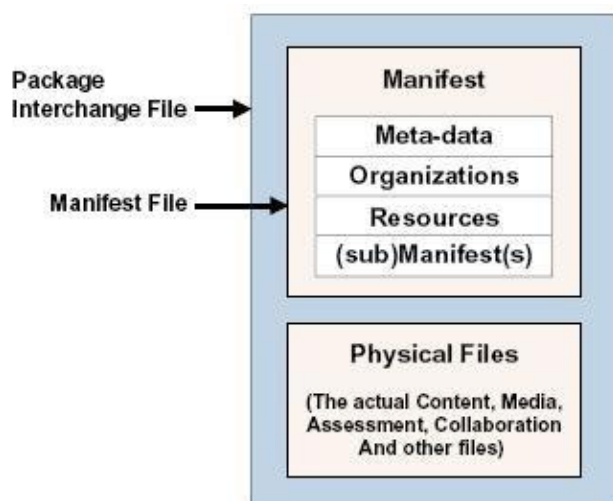 Package
Interchange File
Manifest File
Manifest
Meta-data
Organizations
Resources
(sub)Manifest(s)
Physical Files
(The actual Content, Media,
Assessment, Collaboration
And other files)